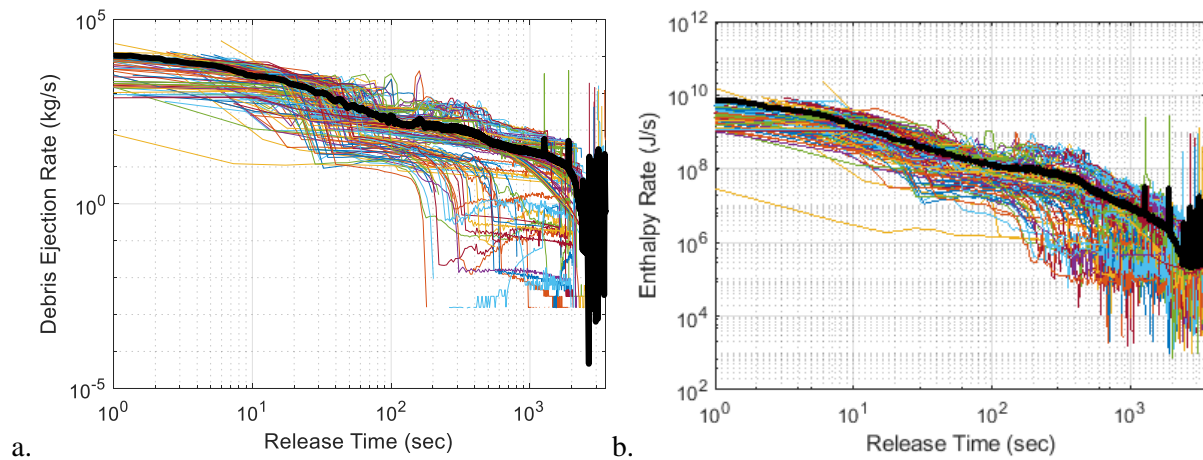 10^5
10^0
10^-5
Debris Ejection Rate (kg/s)
10^0 10^1 10^2 10^3
Release Time (sec)
a.
10^12
10^10
10^8
10^6
10^4
10^2
Enthalpy Rate (J/s)
10^0 10^1 10^2 10^3
Release Time (sec)
b.